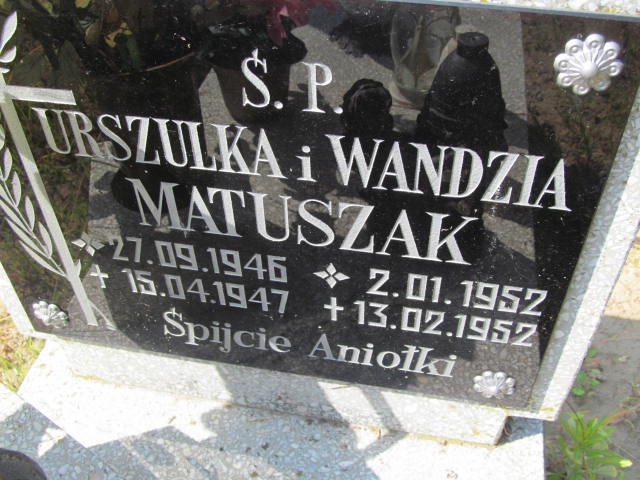 Ś. P.
URSZULKA i WANDZIA
MATUSZAK
27.09.1946 2.01.1952
15.04.1947 13.02.1952
Śpijcie Aniołki